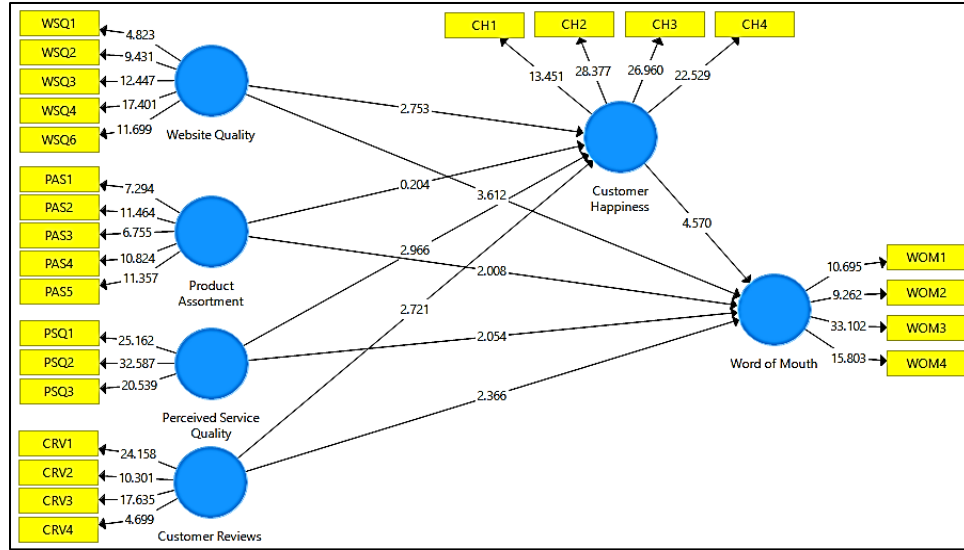 WSQ1
WSQ2
WSQ3
WSQ4
WSQ6
4.823
9.431
12.447
17.401
11.699
Website Quality
PAS1
PAS2
PAS3
PAS4
PAS5
7.294
11.464
6.755
10.824
11.357
Product
Assortment
PSQ1
PSQ2
PSQ3
25.162
32.587
20.539
Perceived Service
Quality
CRV1
CRV2
CRV3
CRV4
24.158
10.301
17.635
4.699
Customer Reviews
2.753
0.204
3.612
2.966
2.008
2.721
2.054
2.366
CH1
CH2
CH3
CH4
13.451
28.377
26.960
22.529
Customer
Happiness
4.570
WOM1
WOM2
WOM3
WOM4
10.695
9.262
33.102
15.803
Word of Mouth